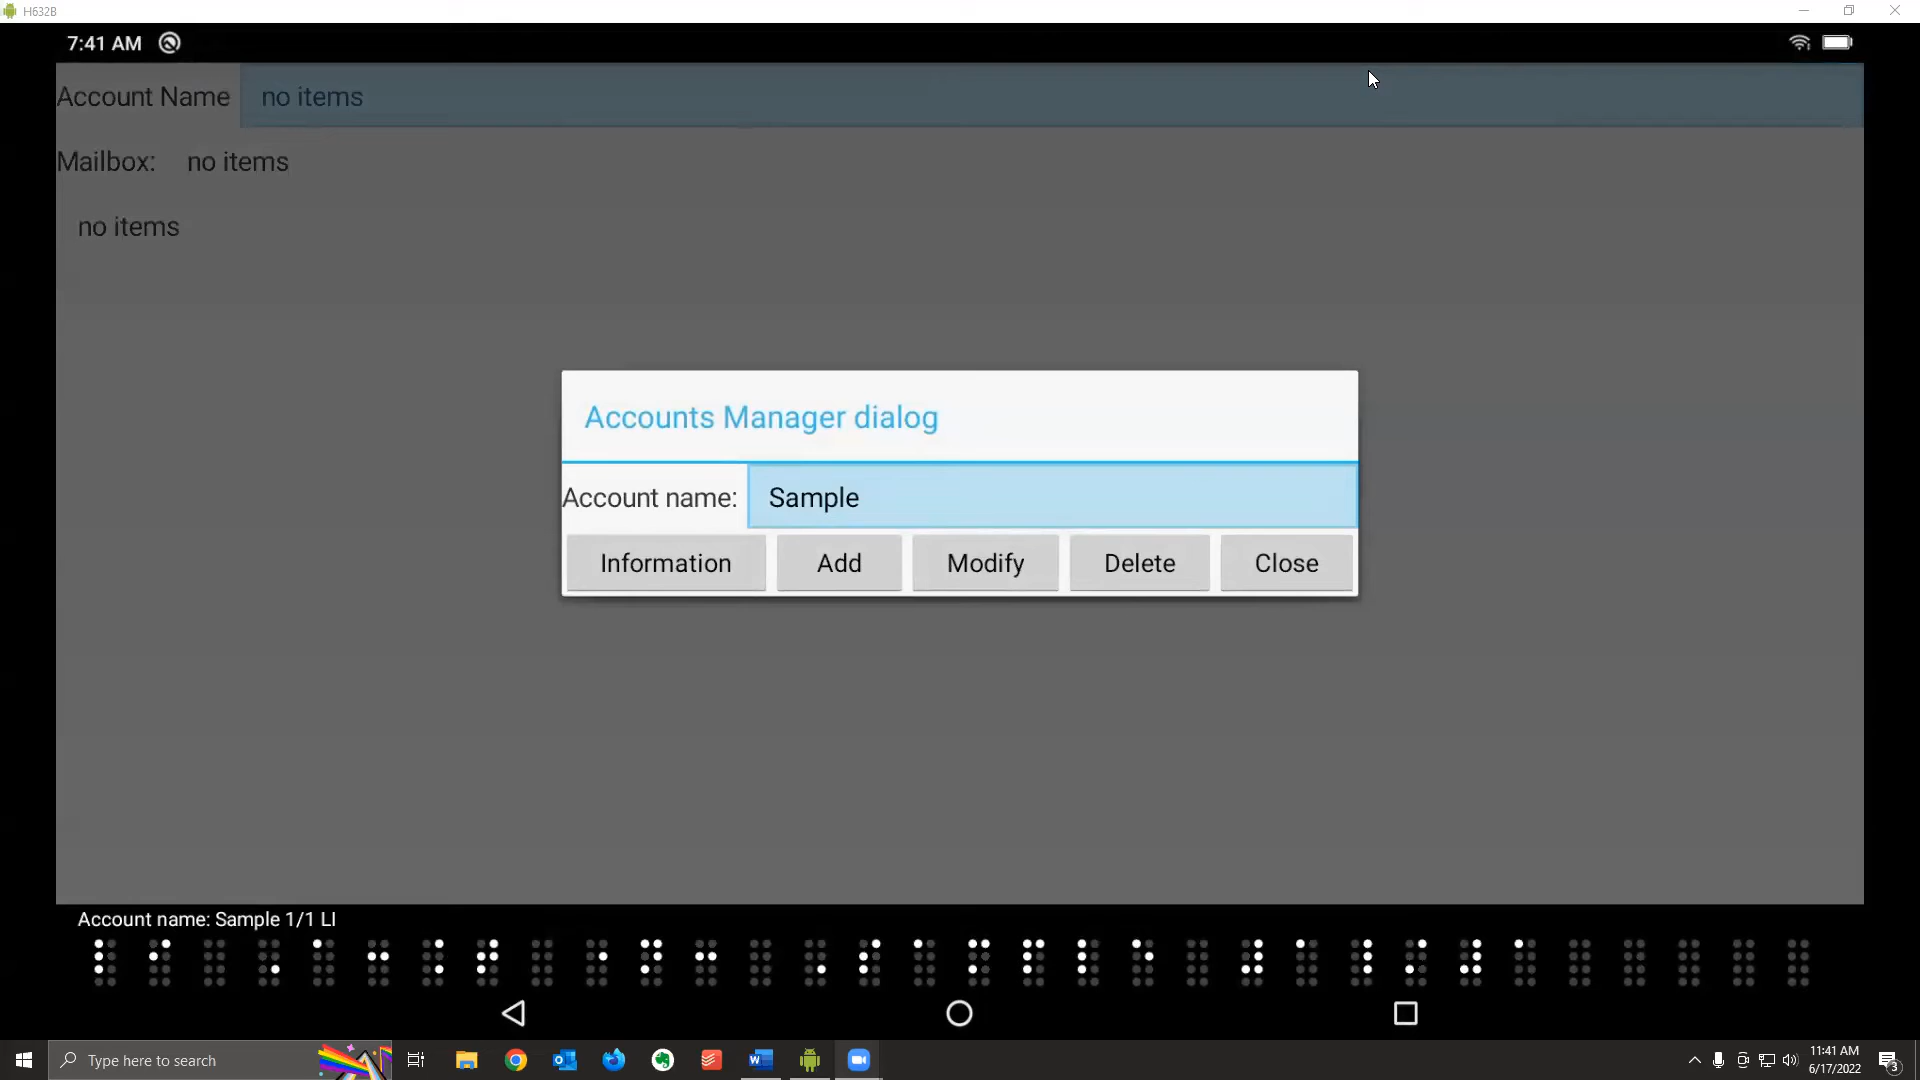 H632B
7:41 AM
Account Name no items
Mailbox: no items
no items
Accounts Manager dialog
Account name: Sample
Information Add Modify Delete Close
Account name: Sample 1/1 LI
Type here to search
11:41 AM
6/17/2022
3